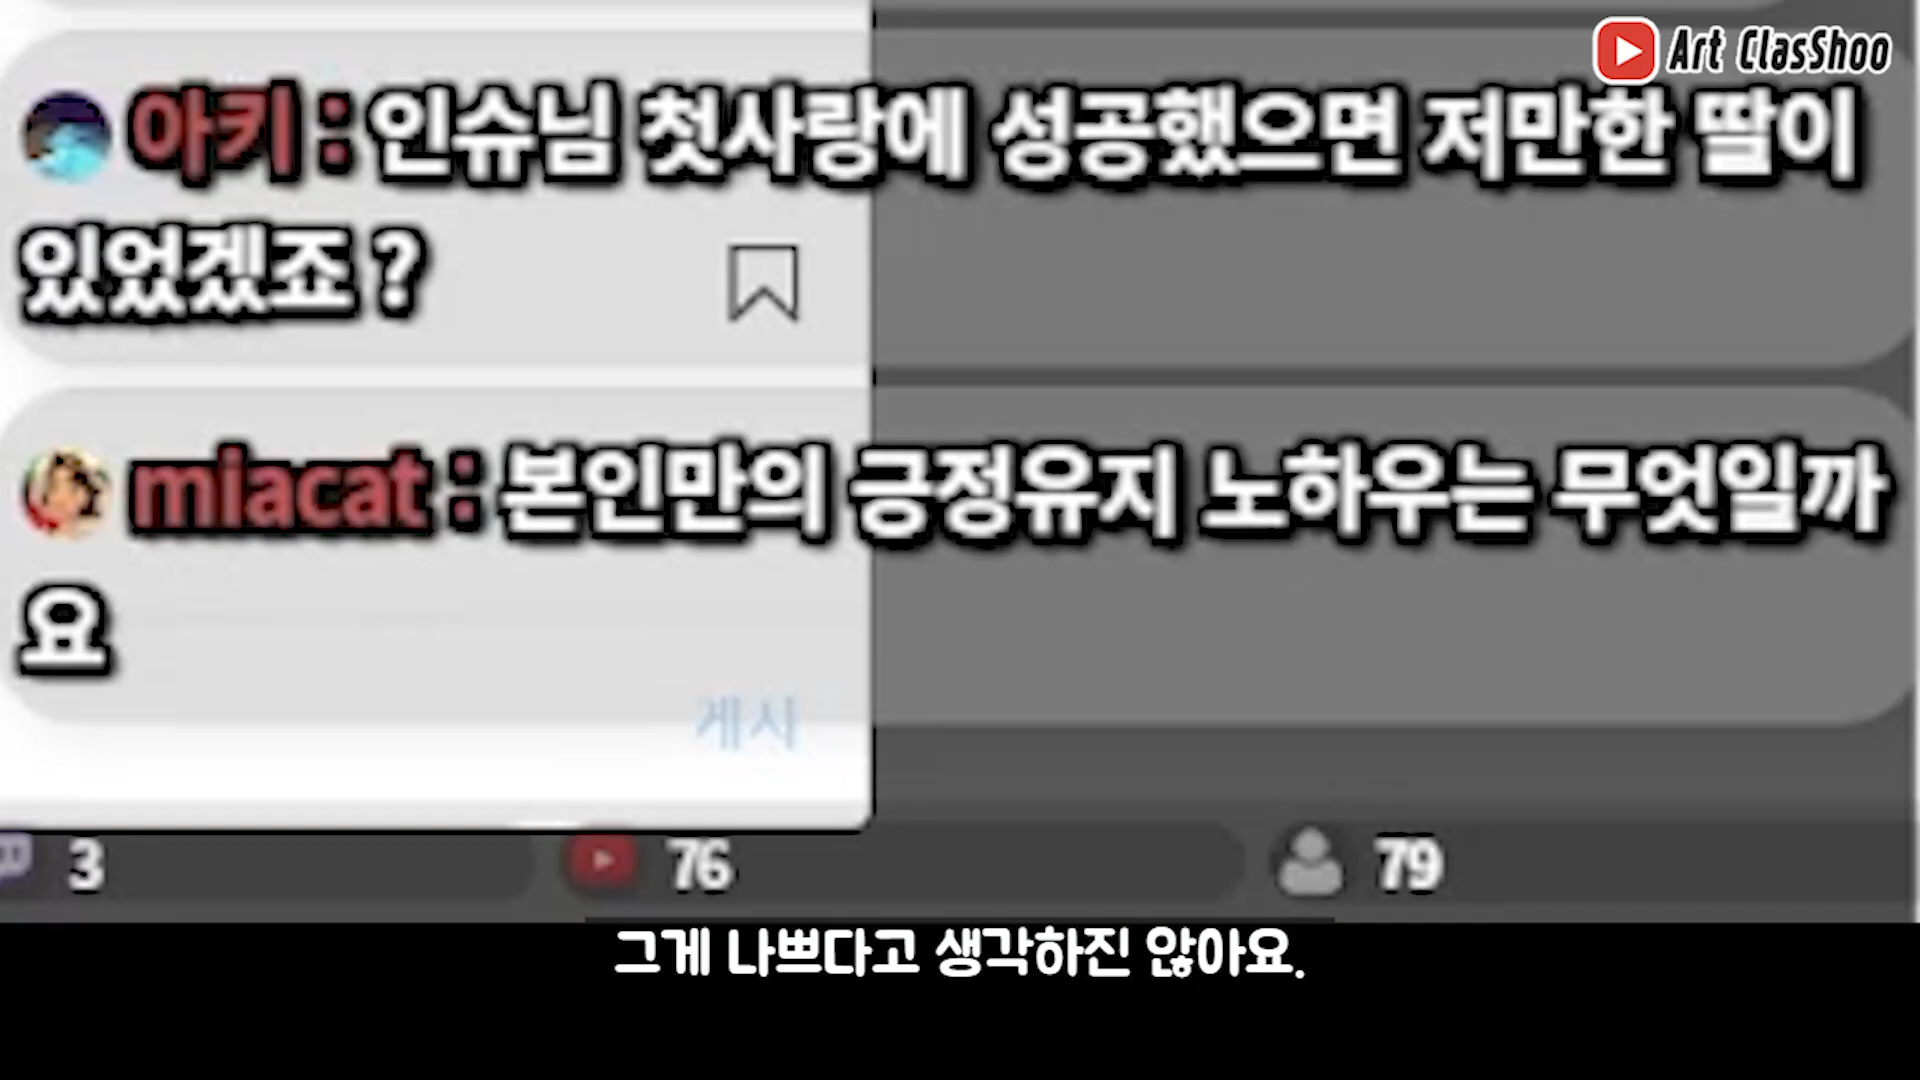 Art ClasShoo
아키 : 인슈님 첫사랑에 성공했으면 저만한 딸이
있었겠죠 ?
miacat : 본인만의 긍정유지 노하우는 무엇일까
요
게시
3 76 79
그게 나쁘다고 생각하진 않아요.